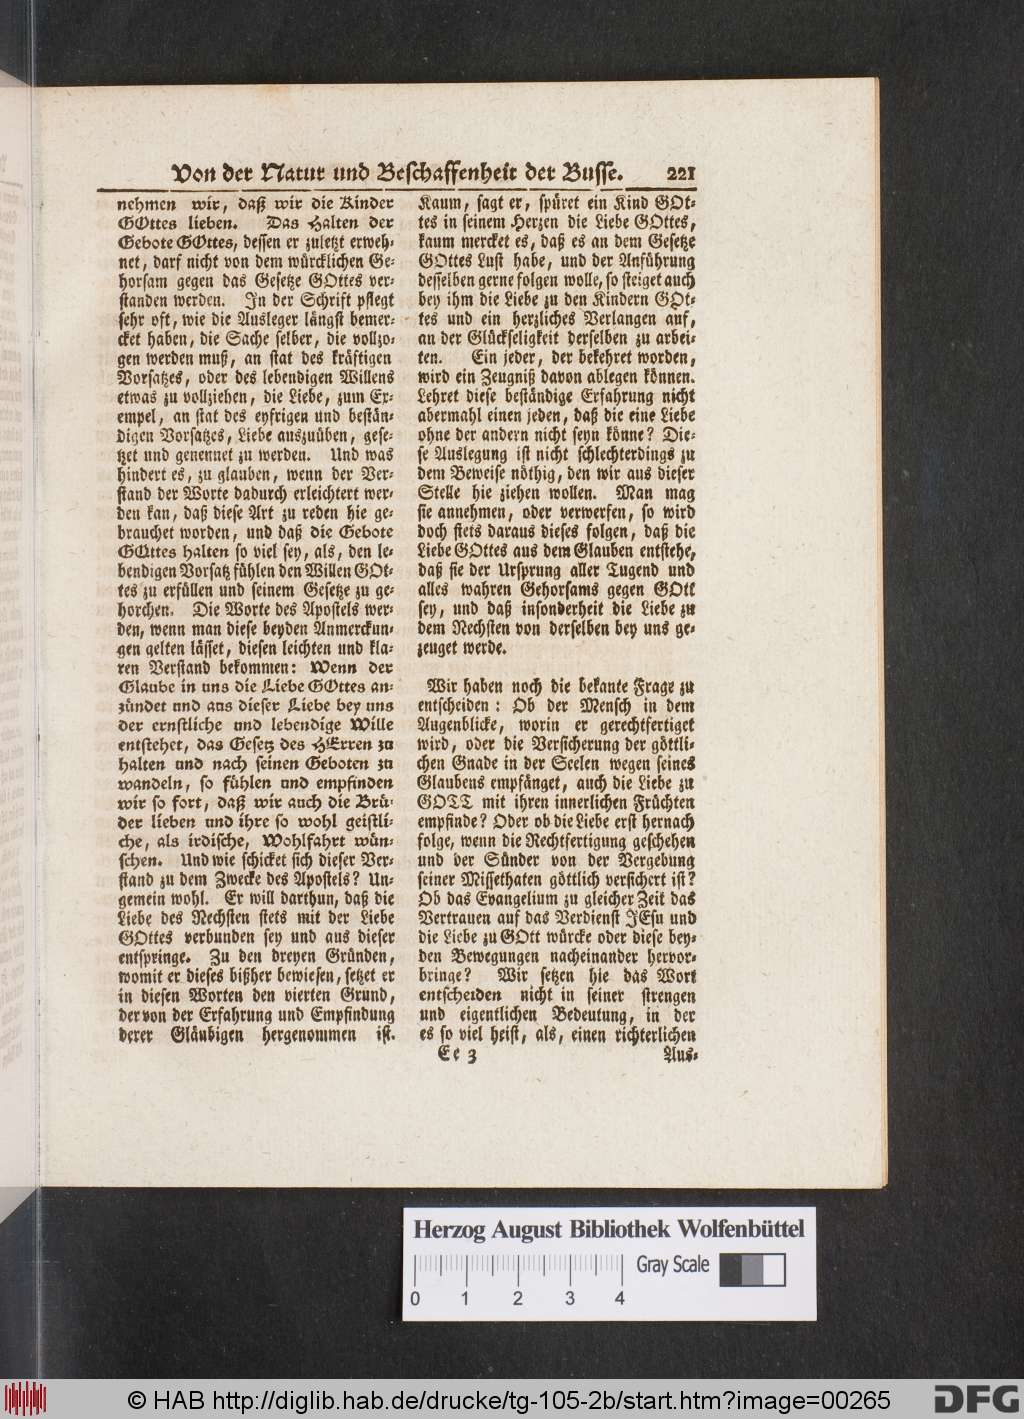 Von der Natur und Beschaffenheit der Busse. 221
nehmen wir, daß wir die Kinder
GOttes lieben. Das Halten der
Gebote GOttes, dessen er zuletzt erweh-
net, darf nicht von dem würcklichen Ge-
horsam gegen das Gesetze GOttes ver-
standen werden. In der Schrift pflegt
sehr oft, wie die Ausleger längst bemer-
cket haben, die Sache selber, die vollzo-
gen werden muß, an stat des kräftigen
Vorsatzes, oder des lebendigen Willens
etwas zu vollziehen, die Liebe, zum Ex-
empel, an stat des eyfrigen und bestän-
digen Vorsatzes, Liebe auszuüben, gese-
tzet und genennet zu werden. Und was
hindert es, zu glauben, wenn der Ver-
stand der Worte dadurch erleichtert wer-
den kan, daß diese Art zu reden hie ge-
brauchet worden, und daß die Gebote
GOttes halten so viel sey, als, den le-
bendigen Vorsatz fühlen den Willen GOt-
tes zu erfüllen und seinem Gesetze zu ge-
horchen. Die Worte des Apostels wer-
den, wenn man diese beyden Anmerckun-
gen gelten lässet, diesen leichten und kla-
ren Verstand bekommen: Wenn der
Glaube in uns die Liebe GOttes an-
zündet und aus dieser Liebe bey uns
der ernstliche und lebendige Wille
entstehet, das Gesetz des HErren zu
halten und nach seinen Geboten zu
wandeln, so fühlen und empfinden
wir so fort, daß wir auch die Brü-
der lieben und ihre so wohl geistli-
che, als irdische, Wohlfahrt wün-
schen. Und wie schicket sich dieser Ver-
stand zu dem Zwecke des Apostels? Un-
gemein wohl. Er will darthun, daß die
Liebe des Nechsten stets mit der Liebe
GOttes verbunden sey und aus dieser
entspringe. Zu den dreyen Gründen,
womit er dieses bißher bewiesen, setzet er
in diesen Worten den vierten Grund,
der von der Erfahrung und Empfindung
derer Gläubigen hergenommen ist.
Kaum, sagt er, spüret ein Kind GOt-
tes in seinem Herzen die Liebe GOttes,
kaum mercket es, daß es an dem Gesetze
GOttes Lust habe, und der Anführung
desselben gerne folgen wolle, so steiget auch
bey ihm die Liebe zu den Kindern GOt-
tes und ein herzliches Verlangen auf,
an der Glückseligkeit derselben zu arbei-
ten. Ein jeder, der bekehret worden,
wird ein Zeugniß davon ablegen können.
Lehret diese beständige Erfahrung nicht
abermahl einen jeden, daß die eine Liebe
ohne der andern nicht seyn könne? Die-
se Auslegung ist nicht schlechterdings zu
dem Beweise nöthig, den wir aus dieser
Stelle hie ziehen wollen. Man mag
sie annehmen, oder verwerfen, so wird
doch stets daraus dieses folgen, daß die
Liebe GOttes aus dem Glauben entstehe,
daß sie der Ursprung aller Tugend und
alles wahren Gehorsams gegen GOtt
sey, und daß insonderheit die Liebe zu
dem Nechsten von derselben bey uns ge-
zeuget werde.
Wir haben noch die bekante Frage zu
entscheiden: Ob der Mensch in dem
Augenblicke, worin er gerechtfertiget
wird, oder die Versicherung der göttli-
chen Gnade in der Seelen wegen seines
Glaubens empfänget, auch die Liebe zu
GOTT mit ihren innerlichen Früchten
empfinde? Oder ob die Liebe erst hernach
folge, wenn die Rechtfertigung geschehen
und der Sünder von der Vergebung
seiner Missethaten göttlich versichert ist?
Ob das Evangelium zu gleicher Zeit das
Vertrauen auf das Verdienst JEsu und
die Liebe zu GOtt würcke oder diese bey-
den Bewegungen nacheinander hervor-
bringe? Wir setzen hie das Wort
entscheiden nicht in seiner strengen
und eigentlichen Bedeutung, in der
es so viel heist, als, einen richterlichen
Ee 3 Aus-
Herzog August Bibliothek Wolfenbüttel
0 1 2 3 4 Gray Scale
© HAB http://diglib.hab.de/drucke/tg-105-2b/start.htm?image=00265
DFG